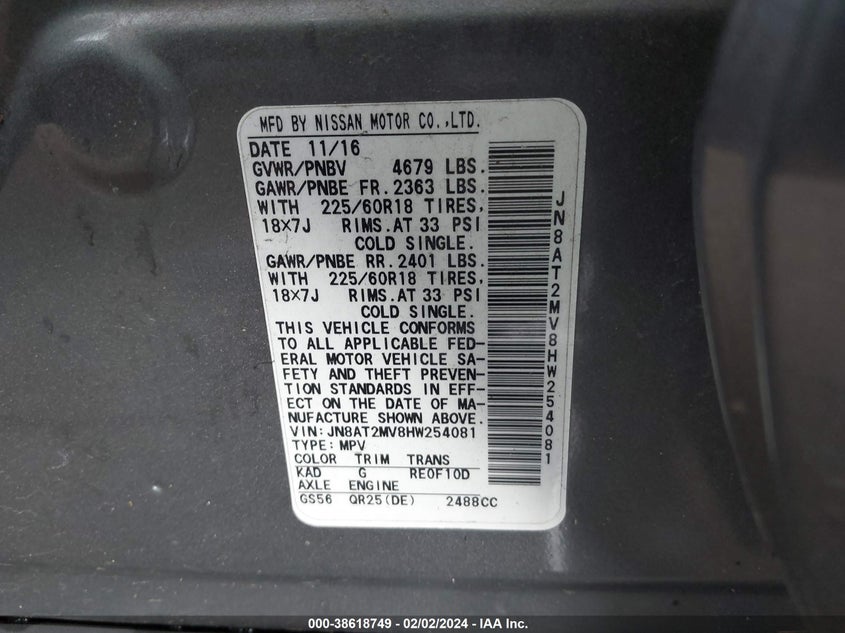 MFD BY NISSAN MOTOR CO.,LTD.
DATE 11/16
GVWR/PNBV 4679 LBS.
GAWR/PNBE FR. 2363 LBS.
WITH 225/60R18 TIRES,
18X7J RIMS.AT 33 PSI
COLD SINGLE.
GAWR/PNBE RR. 2401 LBS.
WITH 225/60R18 TIRES,
18X7J RIMS.AT 33 PSI
COLD SINGLE.
THIS VEHICLE CONFORMS
TO ALL APPLICABLE FED-
ERAL MOTOR VEHICLE SA-
FETY AND THEFT PREVEN-
TION STANDARDS IN EFF-
ECT ON THE DATE OF MA-
NUFACTURE SHOWN ABOVE.
VIN: JN8AT2MV8HW254081
TYPE: MPV
COLOR TRIM TRANS
KAD G RE0F10D
AXLE ENGINE
GS56 QR25(DE) 2488CC
JN8AT2MV8HW254081
000-38618749 - 02/02/2024 - IAA Inc.